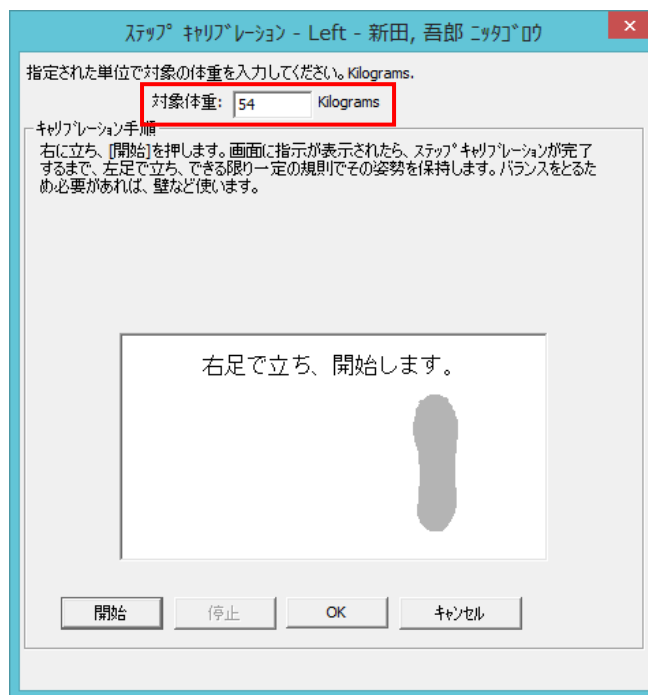 ステップ キャリブレーション - Left - 新田, 吾郎 ニッタゴロウ
指定された単位で対象の体重を入力してください。Kilograms.
対象体重: 54 Kilograms
キャリブレーション手順
右に立ち、[開始]を押します。画面に指示が表示されたら、ステップキャリブレーションが完了
するまで、左足で立ち、できる限り一定の規則でその姿勢を保持します。バランスをとるた
め必要があれば、壁など使います。
右足で立ち、開始します。
開始 停止 OK キャンセル